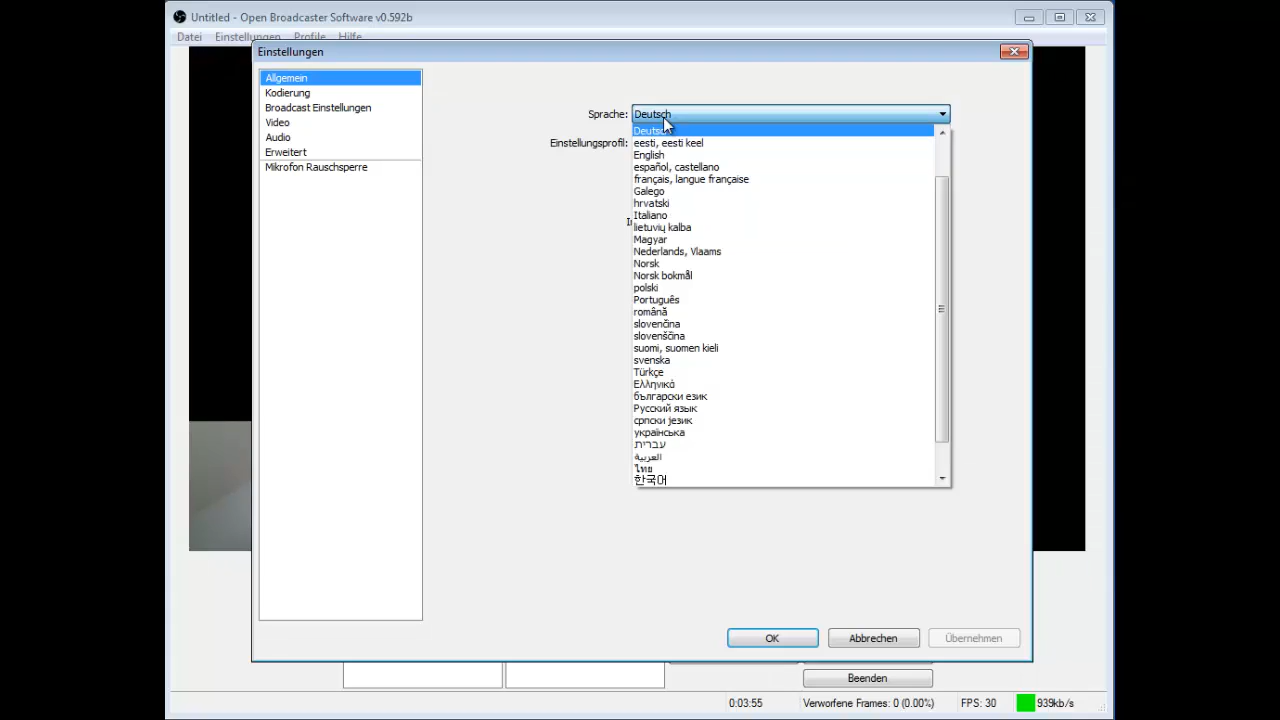 Untitled - Open Broadcaster Software v0.592b
Datei Einstellungen Profile Hilfe
Einstellungen
Allgemein
Kodierung
Broadcast Einstellungen
Video
Audio
Erweitert
Mikrofon Rauschsperre
Sprache: Deutsch
Einstellungsprofil:
Deutsch
eesti, eesti keel
English
español, castellano
français, langue française
Galego
hrvatski
Italiano
lietuvių kalba
Magyar
Nederlands, Vlaams
Norsk
Norsk bokmål
polski
Português
română
slovenčina
slovenščina
suomi, suomen kieli
svenska
Türkçe
Ελληνικά
български език
Русский язык
српски језик
українська
עברית
العربية
ไทย
한국어
OK Abbrechen Übernehmen
Beenden
0:03:55 Verworfene Frames: 0 (0.00%) FPS: 30 939kb/s